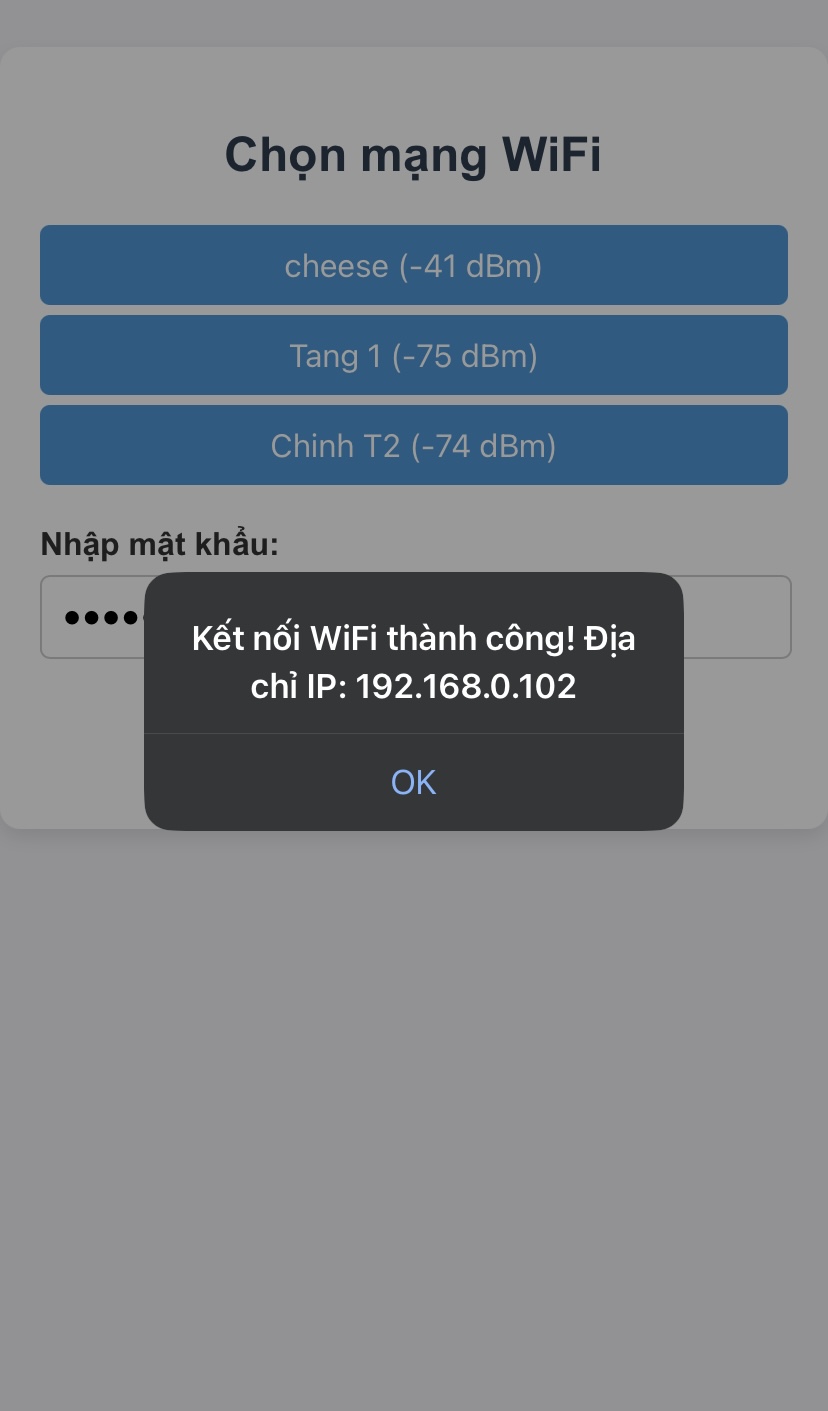 Chọn mạng WiFi
cheese (-41 dBm)
Tang 1 (-75 dBm)
Chinh T2 (-74 dBm)
Nhập mật khẩu:
Kết nối WiFi thành công! Địa
chỉ IP: 192.168.0.102
OK